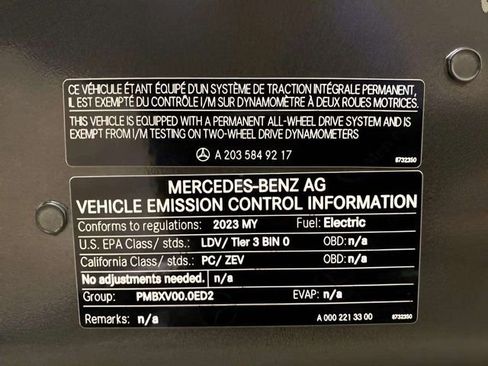 CE VÉHICULE ÉTANT ÉQUIPÉ D'UN SYSTÈME DE TRACTION INTÉGRALE PERMANENT,
IL EST EXEMPTÉ DU CONTRÔLE I/M SUR DYNAMOMÈTRE À DEUX ROUES MOTRICES.
THIS VEHICLE IS EQUIPPED WITH A PERMANENT ALL-WHEEL DRIVE SYSTEM AND IS
EXEMPT FROM I/M TESTING ON TWO-WHEEL DRIVE DYNAMOMETERS
A 203 584 92 17
6732350
MERCEDES-BENZ AG
VEHICLE EMISSION CONTROL INFORMATION
Conforms to regulations: 2023 MY Fuel: Electric
U.S. EPA Class/ stds.: LDV/ Tier 3 BIN 0 OBD: n/a
California Class/ stds.: PC/ ZEV OBD: n/a
No adjustments needed. n/a
Group: PMBXV00.0ED2 EVAP: n/a
Remarks: n/a A 000 221 33 00 6732350